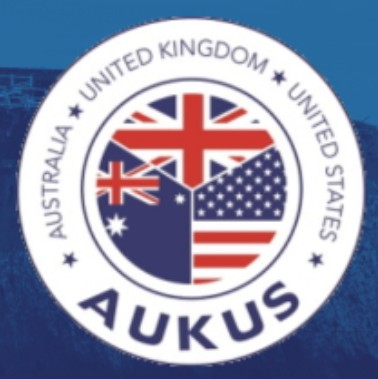 AUSTRALIA ★ UNITED KINGDOM ★ UNITED STATES
AUKUS